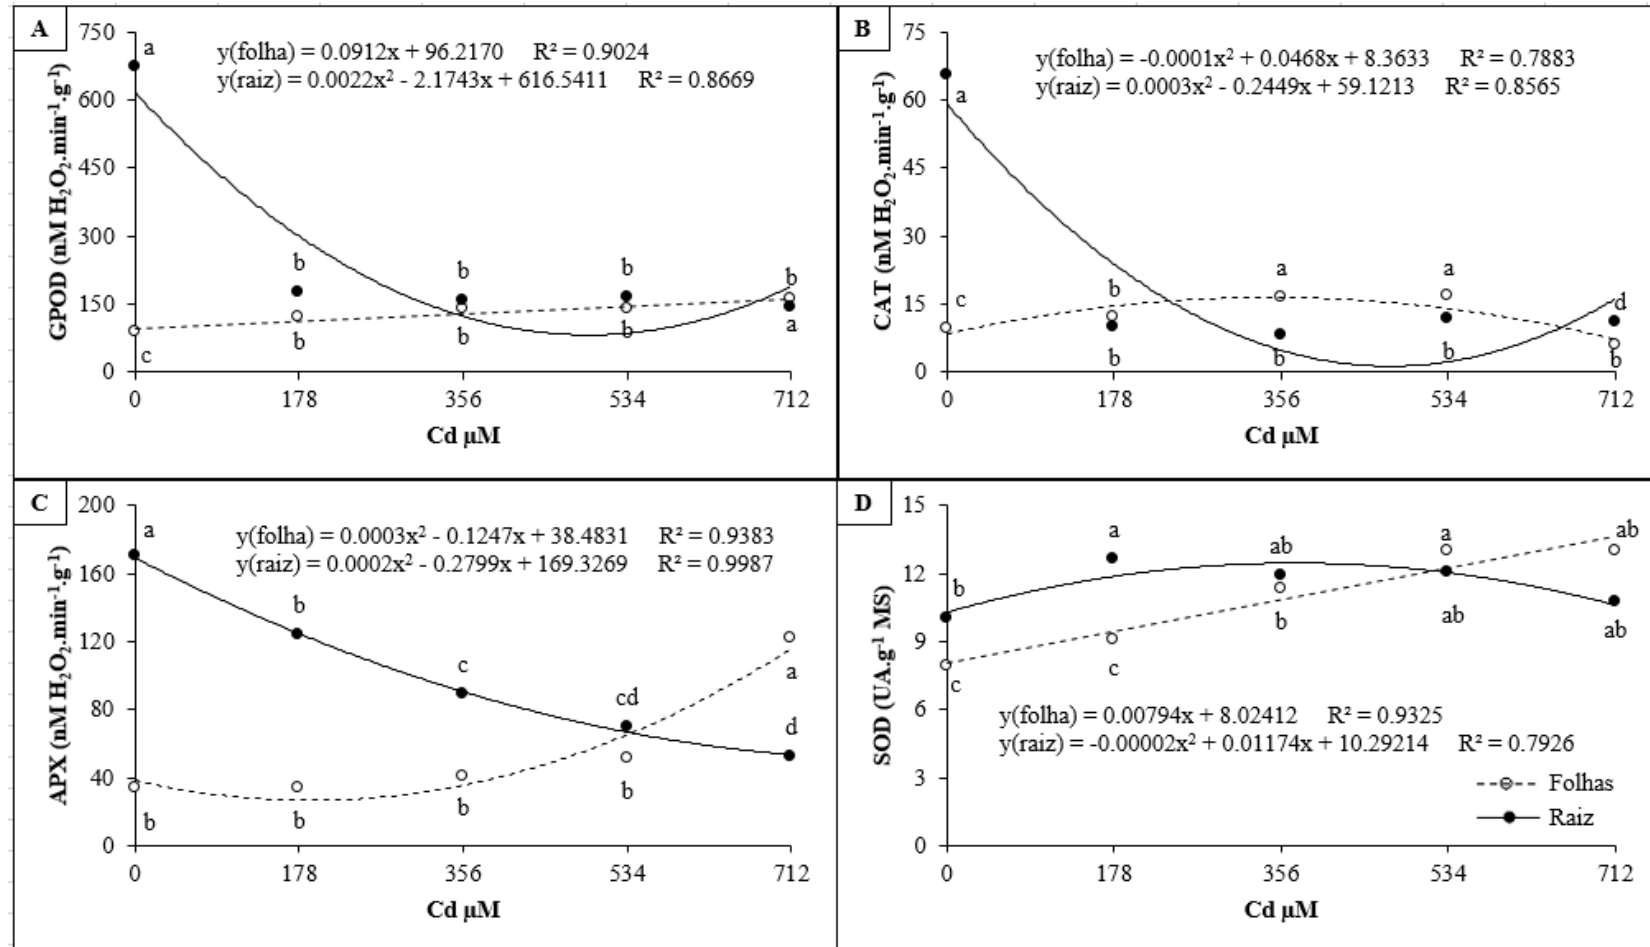 A
750
600
450
300
150
0
GPOD (nM H₂O₂.min⁻¹.g⁻¹)
y(folha) = 0.0912x + 96.2170 R² = 0.9024
y(raiz) = 0.0022x² - 2.1743x + 616.5411 R² = 0.8669
a
b b b b
b b b a
c
0 178 356 534 712
Cd µM
B
75
60
45
30
15
0
CAT (nM H₂O₂.min⁻¹.g⁻¹)
y(folha) = -0.0001x² + 0.0468x + 8.3633 R² = 0.7883
y(raiz) = 0.0003x² - 0.2449x + 59.1213 R² = 0.8565
a
c b a a d
b b b b
0 178 356 534 712
Cd µM
C
200
160
120
80
40
0
APX (nM H₂O₂.min⁻¹.g⁻¹)
y(folha) = 0.0003x² - 0.1247x + 38.4831 R² = 0.9383
y(raiz) = 0.0002x² - 0.2799x + 169.3269 R² = 0.9987
a
b
c
cd
a
d
b b b b
0 178 356 534 712
Cd µM
D
15
12
9
6
3
0
SOD (UA.g⁻¹ MS)
a ab a ab
b
b ab ab
c c
y(folha) = 0.00794x + 8.02412 R² = 0.9325
y(raiz) = -0.00002x² + 0.01174x + 10.29214 R² = 0.7926
Folhas
Raiz
0 178 356 534 712
Cd µM